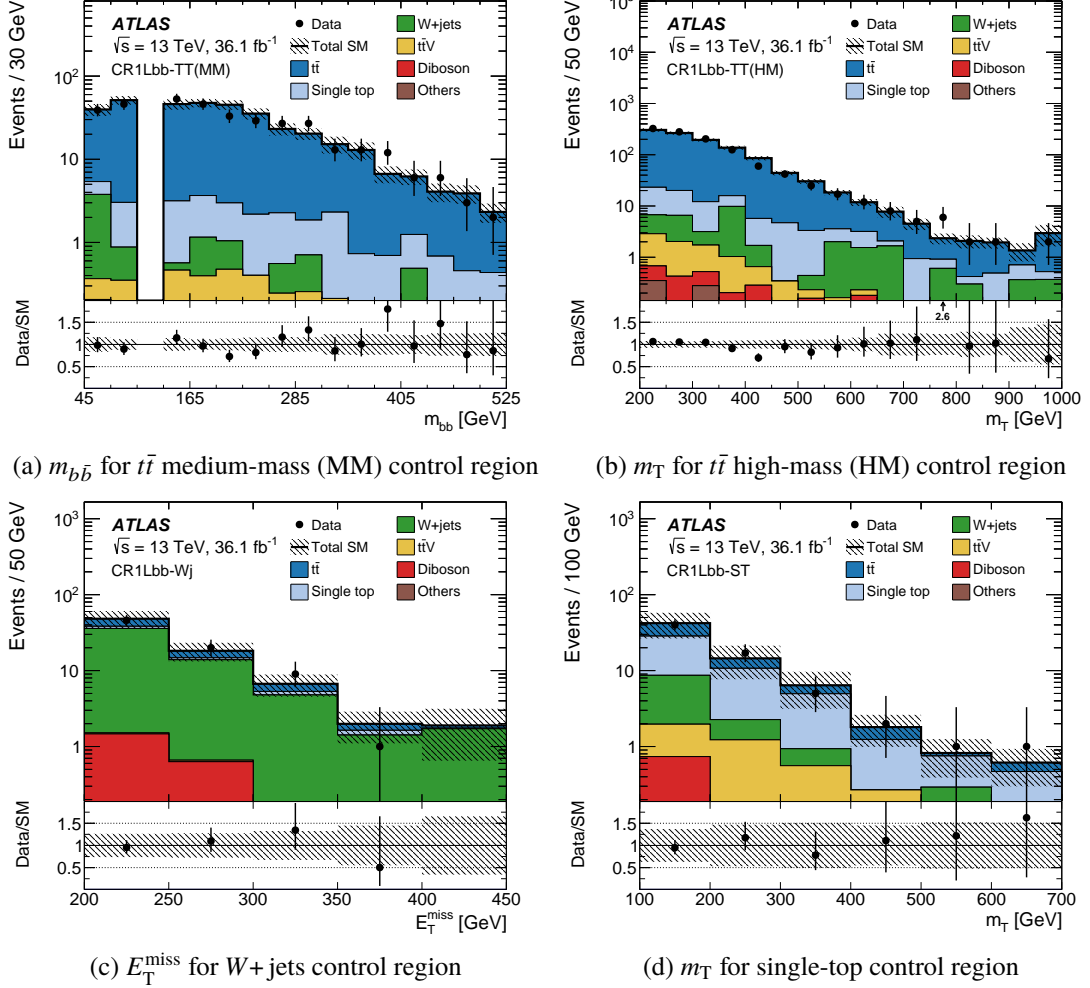 Events / 30 GeV
10²
10
1
ATLAS
√s = 13 TeV, 36.1 fb⁻¹
CR1Lbb-TT(MM)
Data
Total SM
tt̄
Single top
W+jets
tt̄V
Diboson
Others
Data/SM
1.5
1
0.5
45 165 285 405 525
m_bb [GeV]
(a) m_bb̄ for tt̄ medium-mass (MM) control region
Events / 50 GeV
10⁵
10⁴
10³
10²
10
1
ATLAS
√s = 13 TeV, 36.1 fb⁻¹
CR1Lbb-TT(HM)
Data
Total SM
tt̄
Single top
W+jets
tt̄V
Diboson
Others
2.6
Data/SM
1.5
1
0.5
200 300 400 500 600 700 800 900 1000
m_T [GeV]
(b) m_T for tt̄ high-mass (HM) control region
Events / 50 GeV
10³
10²
10
1
ATLAS
√s = 13 TeV, 36.1 fb⁻¹
CR1Lbb-Wj
Data
Total SM
tt̄
Single top
W+jets
tt̄V
Diboson
Others
Data/SM
1.5
1
0.5
200 250 300 350 400 450
E_T^miss [GeV]
(c) E_T^miss for W+ jets control region
Events / 100 GeV
10³
10²
10
1
ATLAS
√s = 13 TeV, 36.1 fb⁻¹
CR1Lbb-ST
Data
Total SM
tt̄
Single top
W+jets
tt̄V
Diboson
Others
Data/SM
1.5
1
0.5
100 200 300 400 500 600 700
m_T [GeV]
(d) m_T for single-top control region